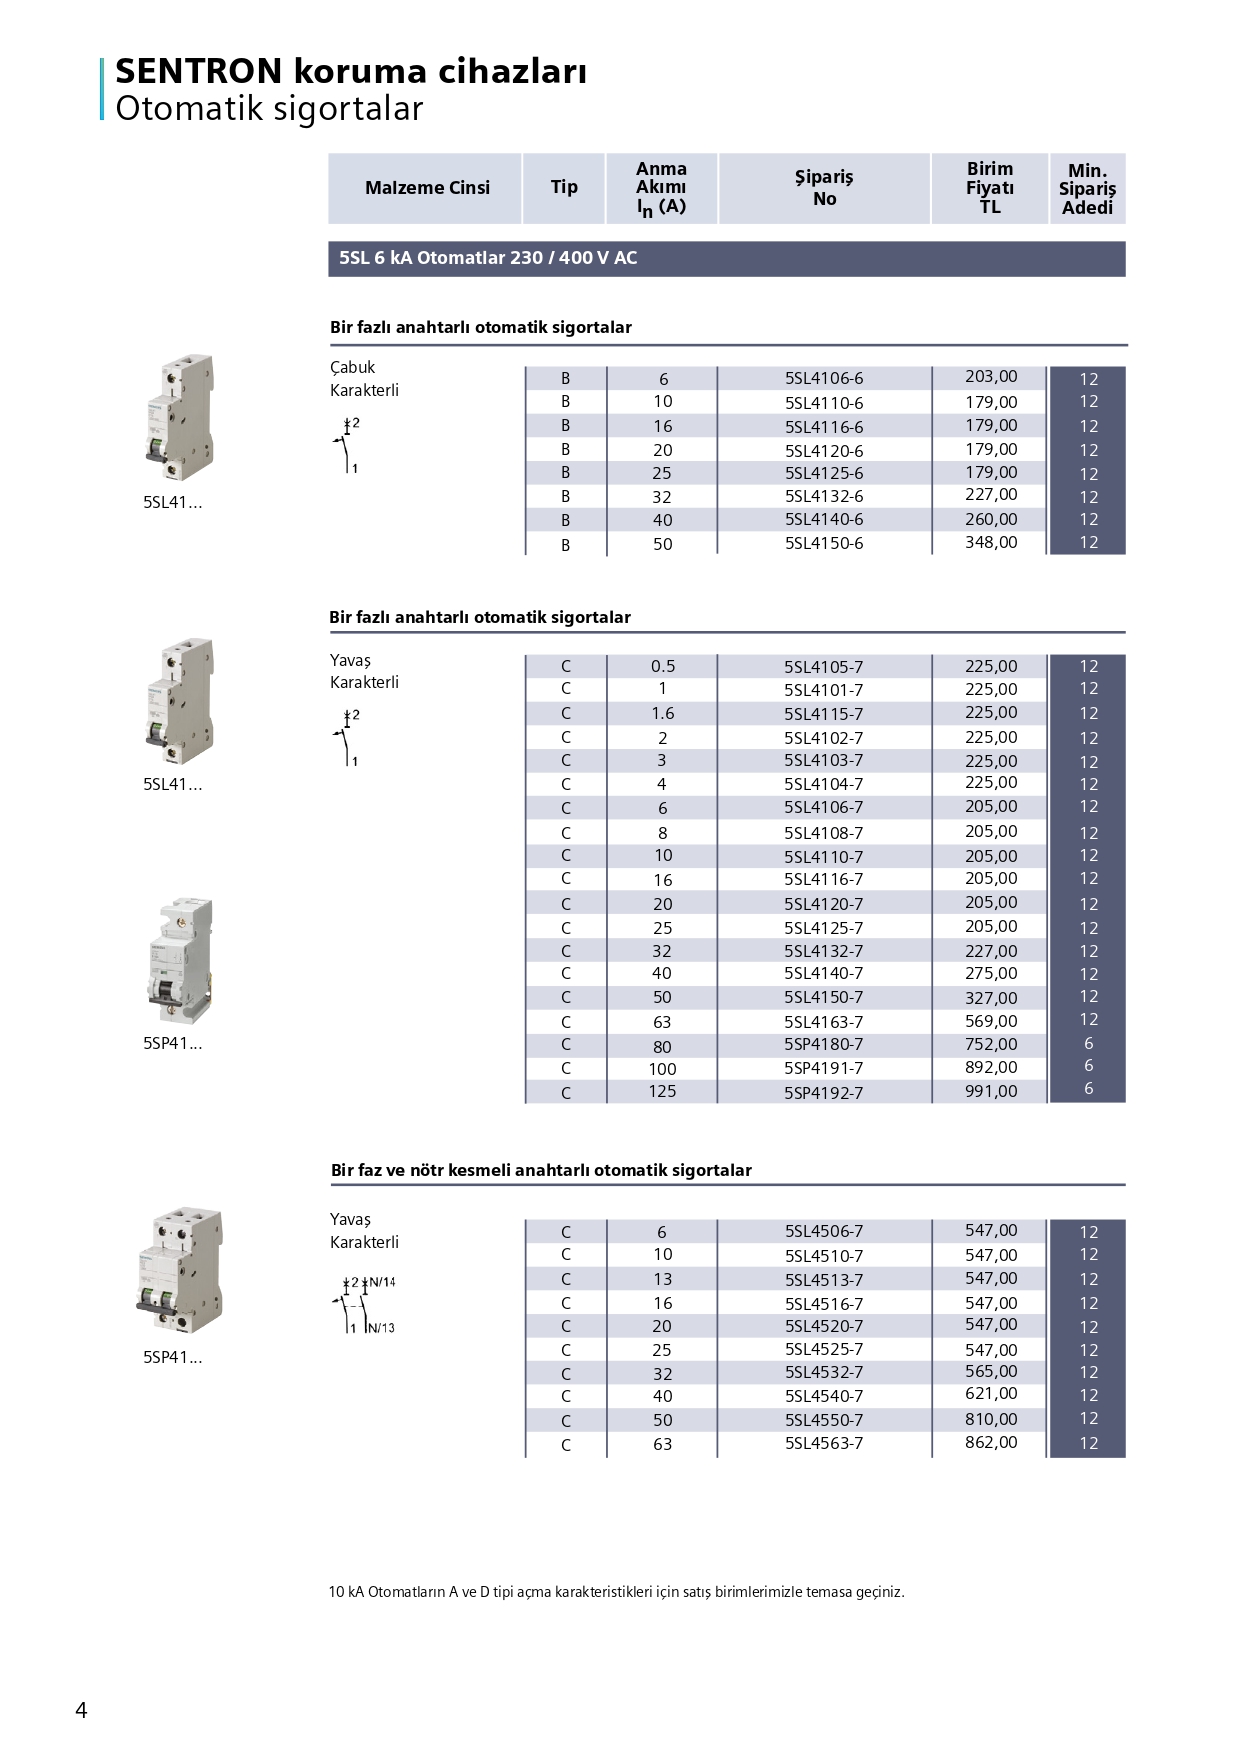 SENTRON koruma cihazları
Otomatik sigortalar
Malzeme Cinsi Tip Anma Akımı In (A) Şipariş No Birim Fiyatı TL Min. Sipariş Adedi
5SL 6 kA Otomatlar 230 / 400 V AC
Bir fazlı anahtarlı otomatik sigortalar
Çabuk
Karakterli
2
1
5SL41...
B 6 5SL4106-6 203,00 12
B 10 5SL4110-6 179,00 12
B 16 5SL4116-6 179,00 12
B 20 5SL4120-6 179,00 12
B 25 5SL4125-6 179,00 12
B 32 5SL4132-6 227,00 12
B 40 5SL4140-6 260,00 12
B 50 5SL4150-6 348,00 12
Bir fazlı anahtarlı otomatik sigortalar
Yavaş
Karakterli
2
1
5SL41...
5SP41...
C 0.5 5SL4105-7 225,00 12
C 1 5SL4101-7 225,00 12
C 1.6 5SL4115-7 225,00 12
C 2 5SL4102-7 225,00 12
C 3 5SL4103-7 225,00 12
C 4 5SL4104-7 225,00 12
C 6 5SL4106-7 205,00 12
C 8 5SL4108-7 205,00 12
C 10 5SL4110-7 205,00 12
C 16 5SL4116-7 205,00 12
C 20 5SL4120-7 205,00 12
C 25 5SL4125-7 205,00 12
C 32 5SL4132-7 227,00 12
C 40 5SL4140-7 275,00 12
C 50 5SL4150-7 327,00 12
C 63 5SL4163-7 569,00 12
C 80 5SP4180-7 752,00 6
C 100 5SP4191-7 892,00 6
C 125 5SP4192-7 991,00 6
Bir faz ve nötr kesmeli anahtarlı otomatik sigortalar
Yavaş
Karakterli
2 N/14
1 N/13
5SP41...
C 6 5SL4506-7 547,00 12
C 10 5SL4510-7 547,00 12
C 13 5SL4513-7 547,00 12
C 16 5SL4516-7 547,00 12
C 20 5SL4520-7 547,00 12
C 25 5SL4525-7 547,00 12
C 32 5SL4532-7 565,00 12
C 40 5SL4540-7 621,00 12
C 50 5SL4550-7 810,00 12
C 63 5SL4563-7 862,00 12
10 kA Otomatların A ve D tipi açma karakteristikleri için satış birimlerimizle temasa geçiniz.
4